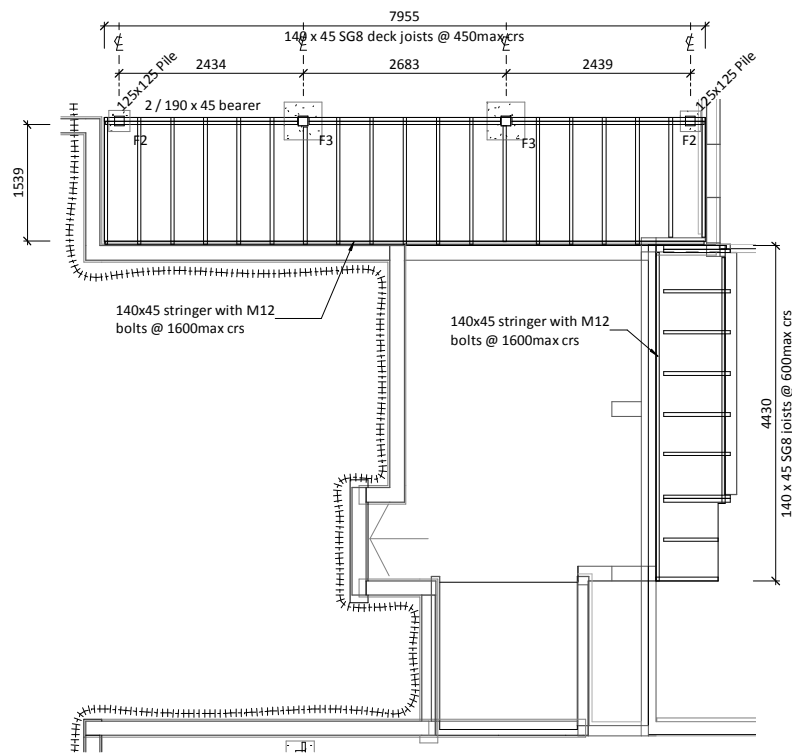 7955
140 x 45 SG8 deck joists @ 450max crs
℄
℄
℄
℄
2434
2683
2439
125x125 Pile
125x125 Pile
2 / 190 x 45 bearer
F2
F3
F3
F2
1539
140x45 stringer with M12
bolts @ 1600max crs
140x45 stringer with M12
bolts @ 1600max crs
4430
140 x 45 SG8 joists @ 600max crs